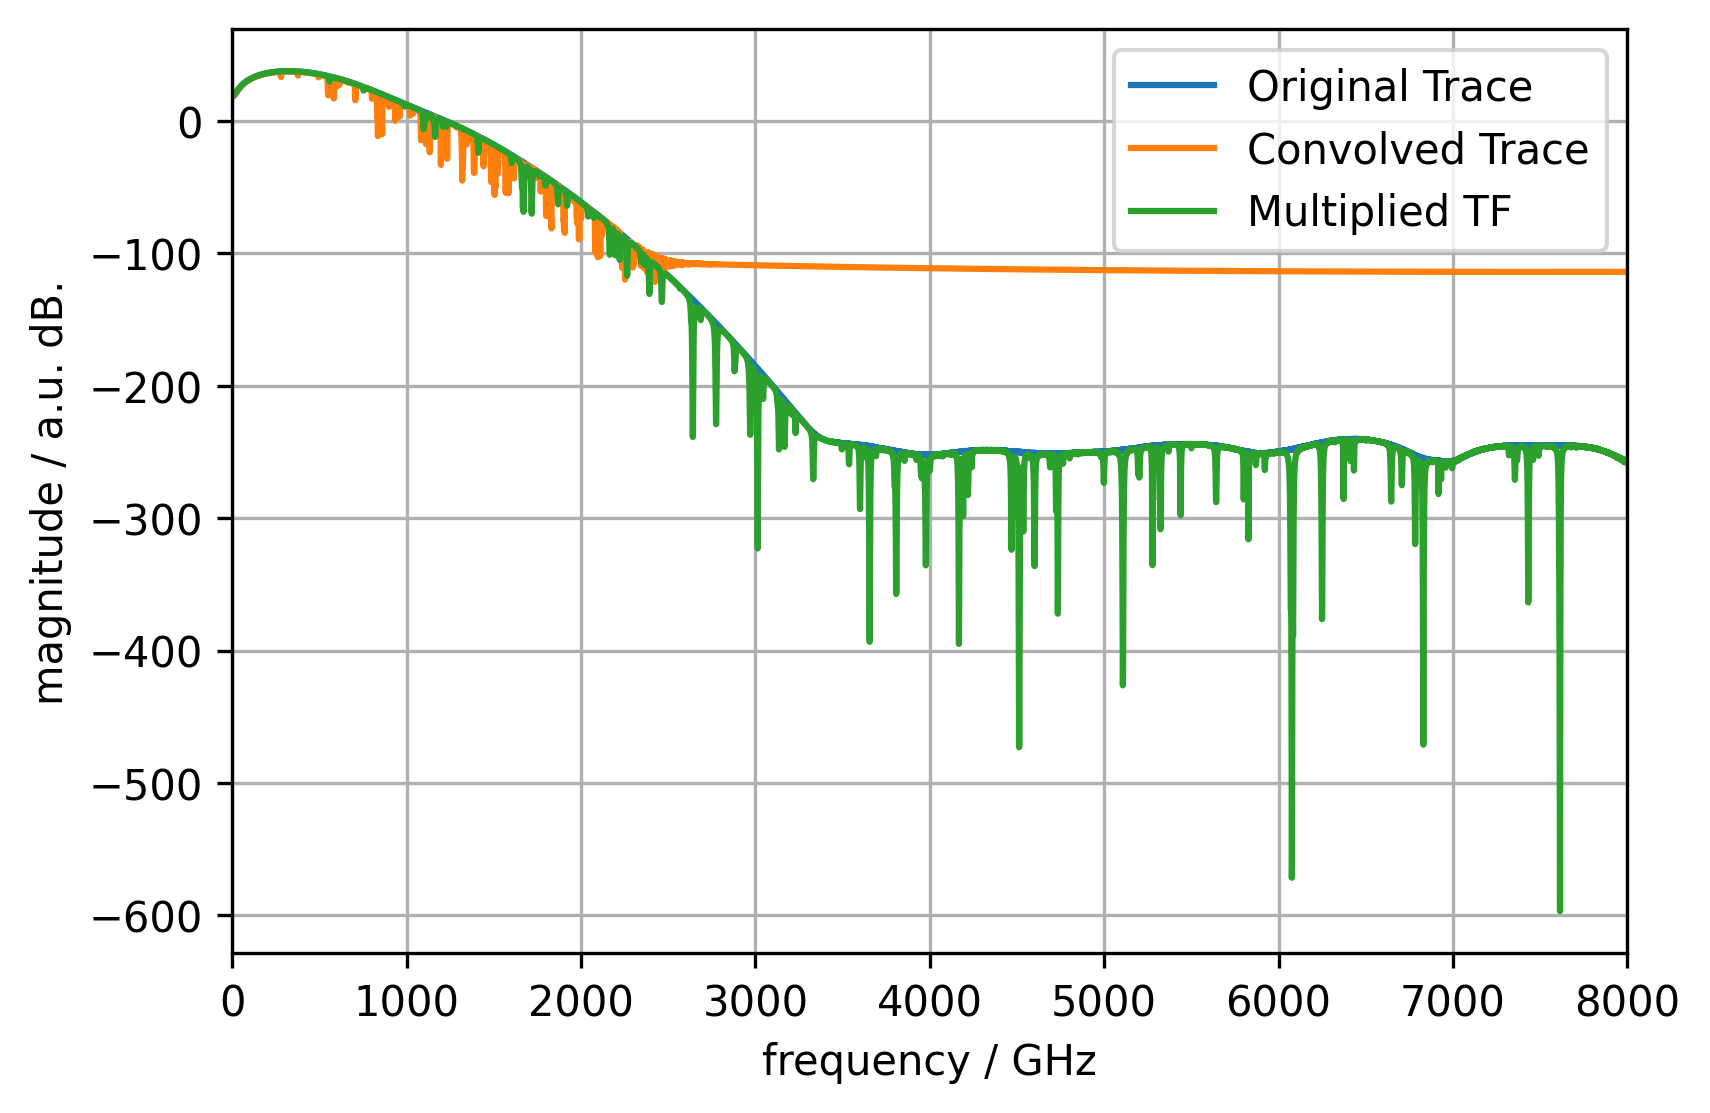 Original Trace
Convolved Trace
Multiplied TF
0
−100
−200
−300
−400
−500
−600
magnitude / a.u. dB.
0 1000 2000 3000 4000 5000 6000 7000 8000
frequency / GHz